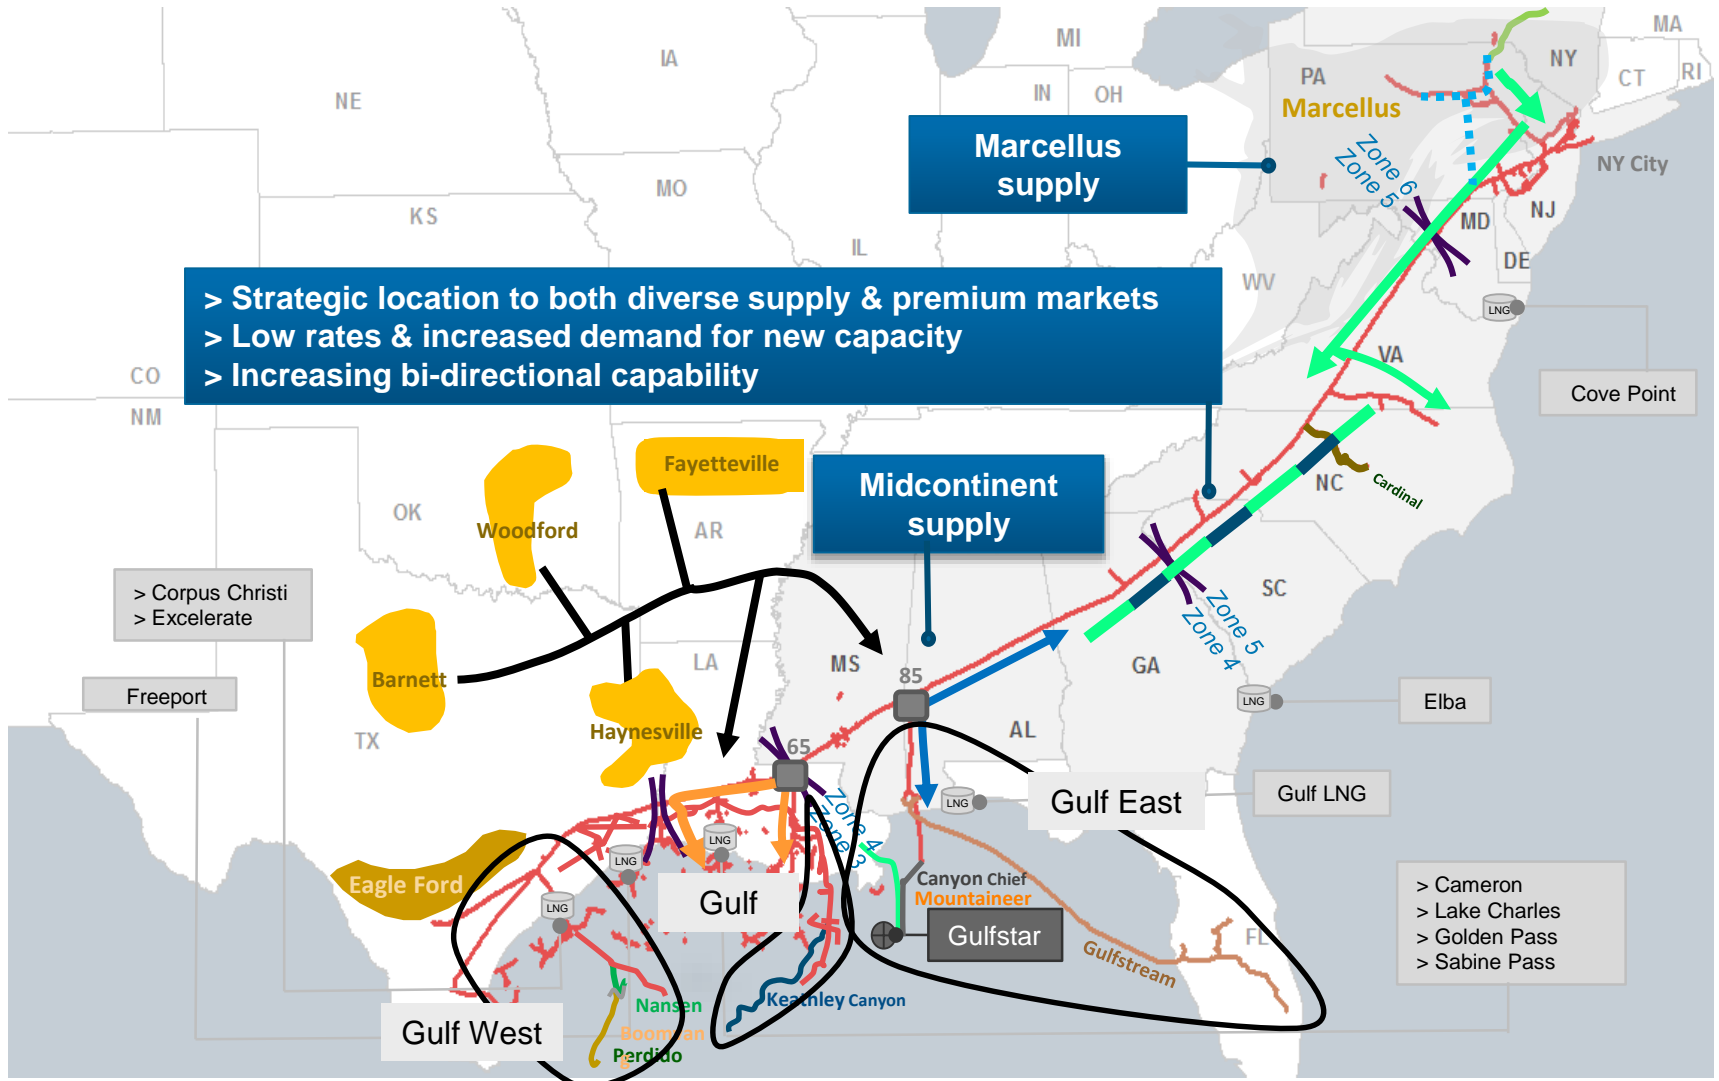 MI
MA
IA
PA
NY
CT
RI
NE
IN
OH
Marcellus
Marcellus
supply
Zone 6
Zone 5
NY City
MO
KS
NJ
MD
IL
DE
WV
> Strategic location to both diverse supply & premium markets
> Low rates & increased demand for new capacity
> Increasing bi-directional capability
LNG
VA
CO
NM
Cove Point
Fayetteville
Midcontinent
supply
NC
Cardinal
OK
Woodford
AR
> Corpus Christi
> Excelerate
SC
Zone 5
Zone 4
LA
MS
GA
Barnett
85
Freeport
LNG
Elba
Haynesville
TX
AL
65
LNG
Gulf East
Gulf LNG
Zone 4
Zone 3
LNG
LNG
Eagle Ford
Gulf
Canyon Chief
Mountaineer
LNG
Gulfstar
FL
Gulfstream
> Cameron
> Lake Charles
> Golden Pass
> Sabine Pass
Nansen
Keathley Canyon
Gulf West
Boomerang
Perdido